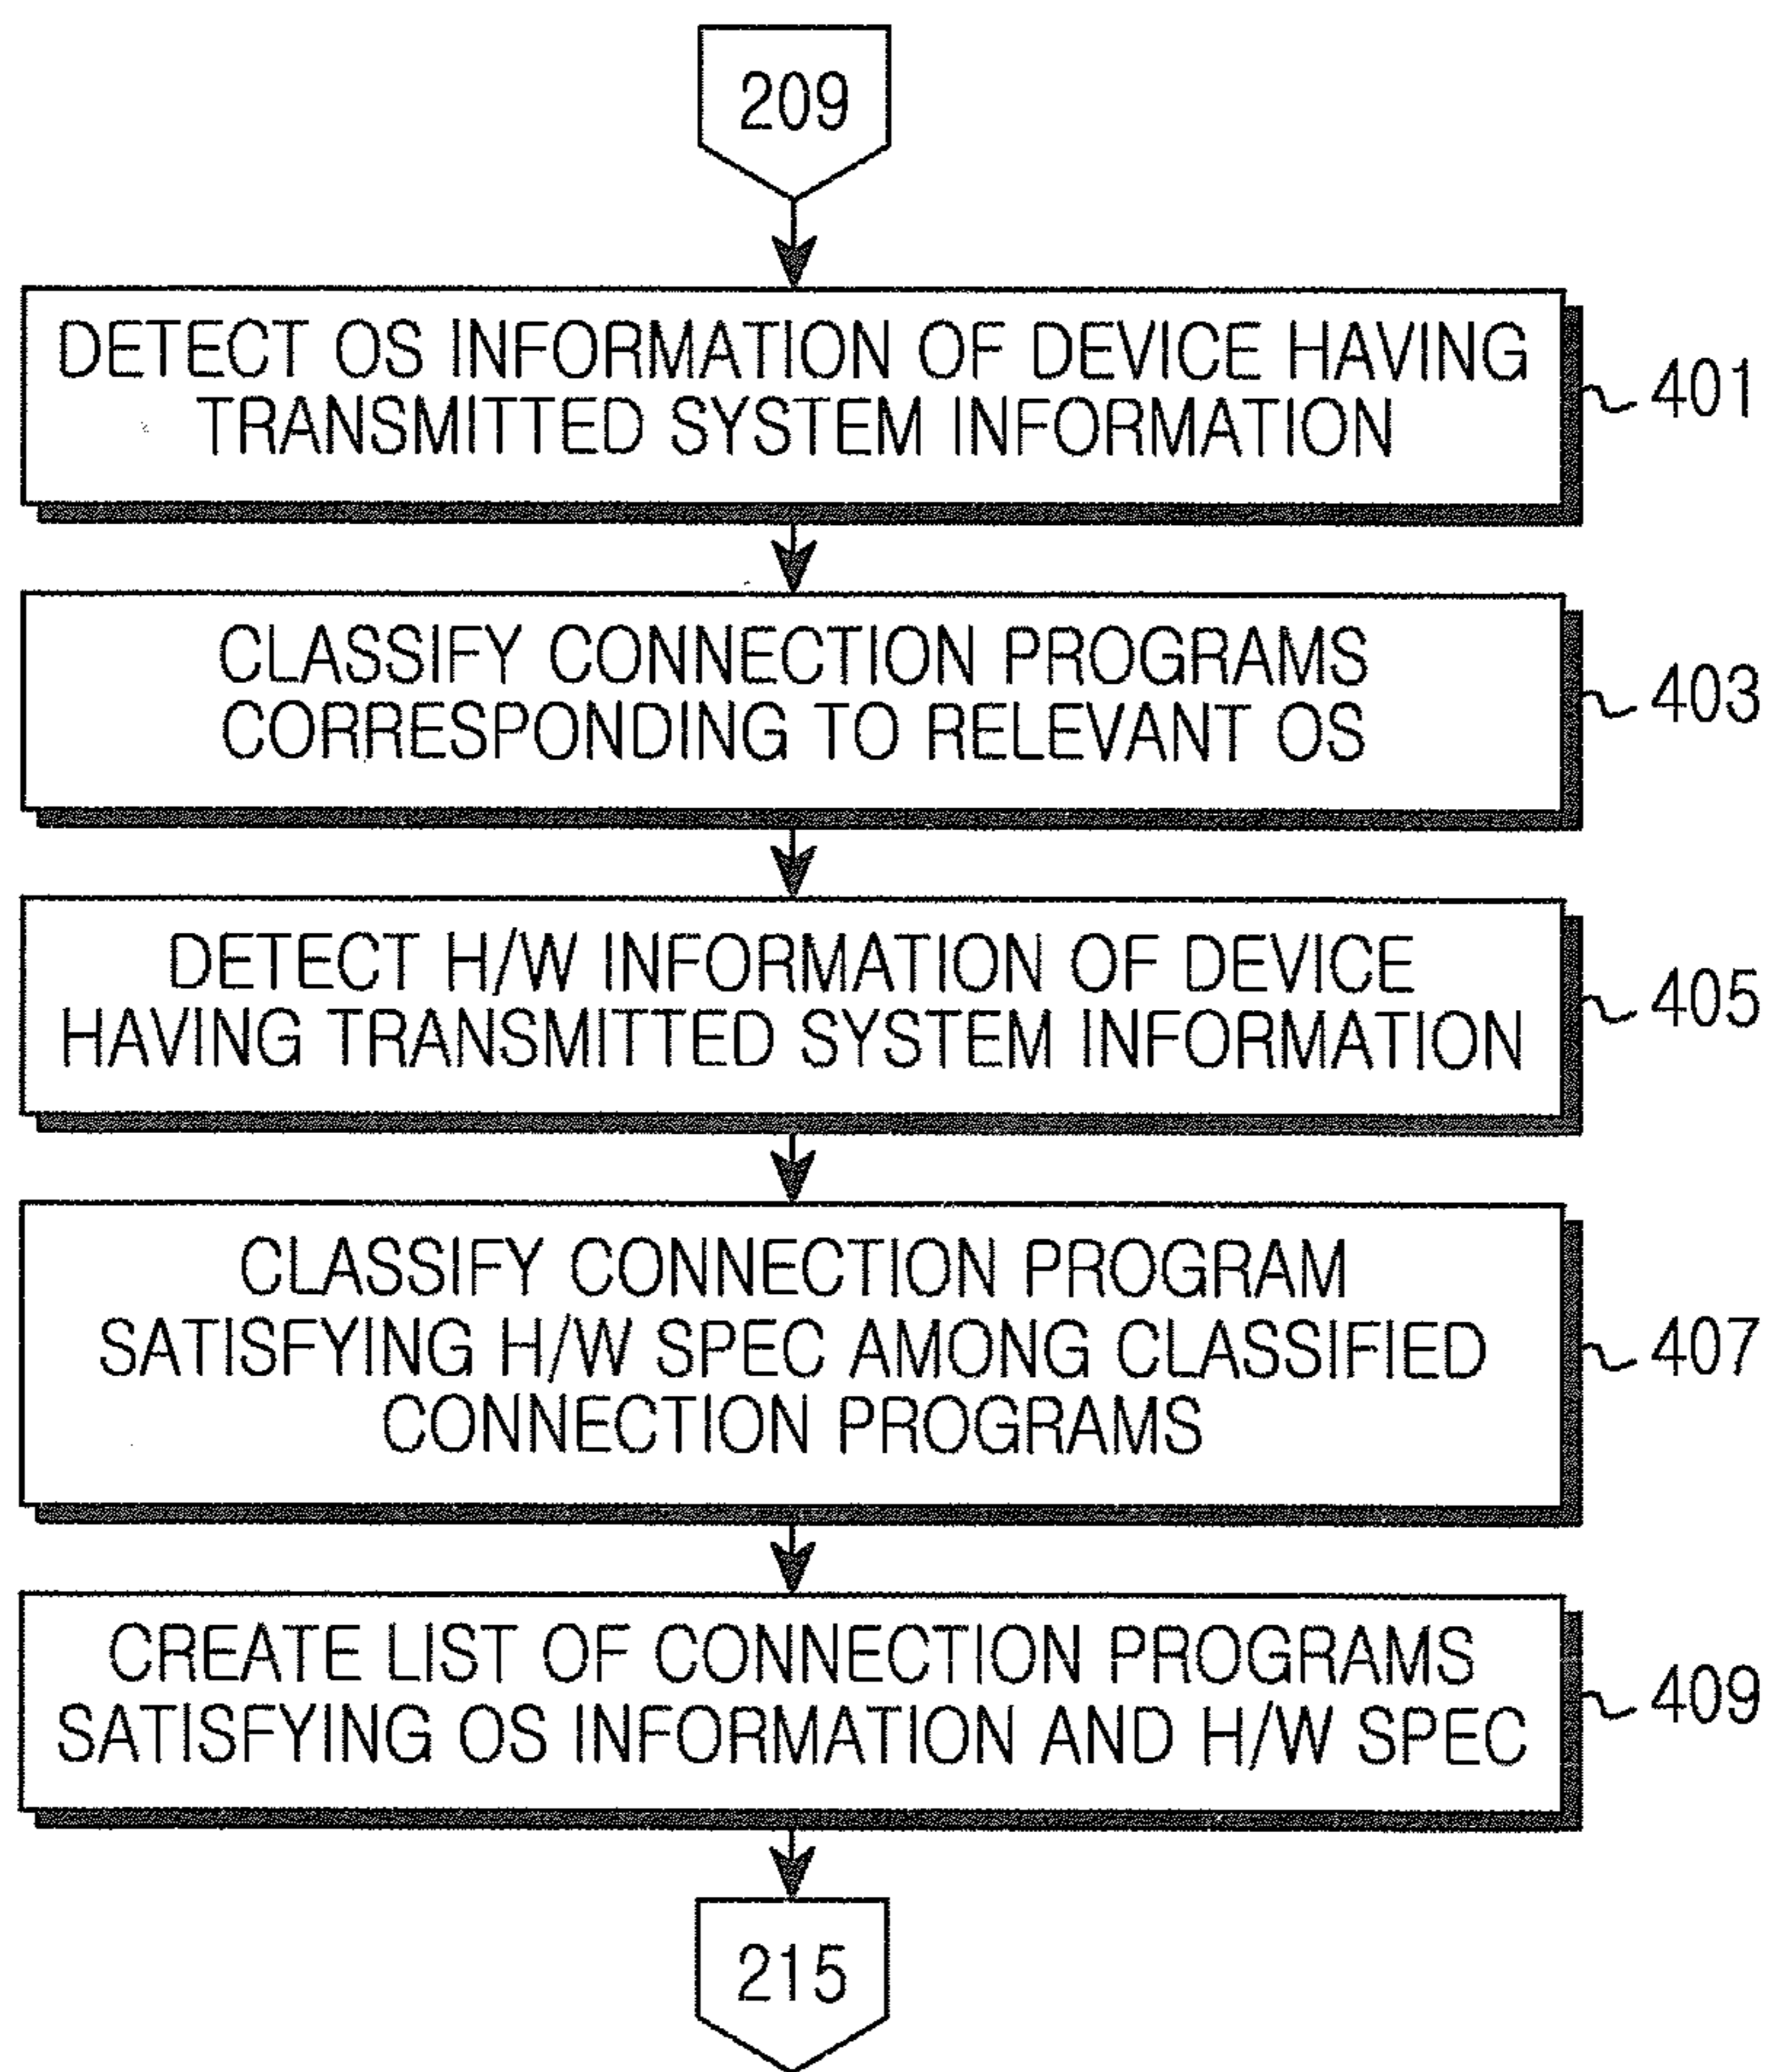 209
DETECT OS INFORMATION OF DEVICE HAVING
TRANSMITTED SYSTEM INFORMATION
401
CLASSIFY CONNECTION PROGRAMS
CORRESPONDING TO RELEVANT OS
403
DETECT H/W INFORMATION OF DEVICE
HAVING TRANSMITTED SYSTEM INFORMATION
405
CLASSIFY CONNECTION PROGRAM
SATISFYING H/W SPEC AMONG CLASSIFIED
CONNECTION PROGRAMS
407
CREATE LIST OF CONNECTION PROGRAMS
SATISFYING OS INFORMATION AND H/W SPEC
409
215